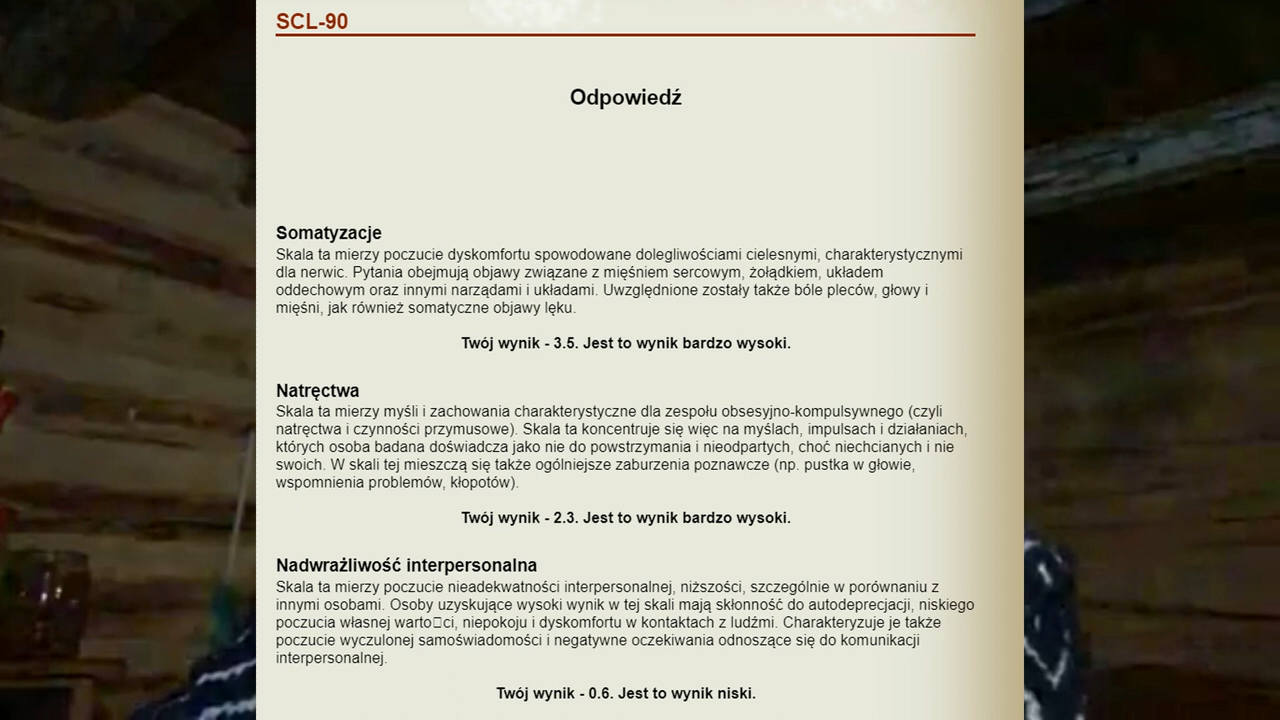 SCL-90
Odpowiedź
Somatyzacje
Skala ta mierzy poczucie dyskomfortu spowodowane dolegliwościami cielesnymi, charakterystycznymi
dla nerwic. Pytania obejmują objawy związane z mięśniem sercowym, żołądkiem, układem
oddechowym oraz innymi narządami i układami. Uwzględnione zostały także bóle pleców, głowy i
mięśni, jak również somatyczne objawy lęku.
Twój wynik - 3.5. Jest to wynik bardzo wysoki.
Natręctwa
Skala ta mierzy myśli i zachowania charakterystyczne dla zespołu obsesyjno-kompulsywnego (czyli
natręctwa i czynności przymusowe). Skala ta koncentruje się więc na myślach, impulsach i działaniach,
których osoba badana doświadcza jako nie do powstrzymania i nieodpartych, choć niechcianych i nie
swoich. W skali tej mieszczą się także ogólniejsze zaburzenia poznawcze (np. pustka w głowie,
wspomnienia problemów, kłopotów).
Twój wynik - 2.3. Jest to wynik bardzo wysoki.
Nadwrażliwość interpersonalna
Skala ta mierzy poczucie nieadekwatności interpersonalnej, niższości, szczególnie w porównaniu z
innymi osobami. Osoby uzyskujące wysoki wynik w tej skali mają skłonność do autodeprecjacji, niskiego
poczucia własnej warto□ci, niepokoju i dyskomfortu w kontaktach z ludźmi. Charakteryzuje je także
poczucie wyczulonej samoświadomości i negatywne oczekiwania odnoszące się do komunikacji
interpersonalnej.
Twój wynik - 0.6. Jest to wynik niski.